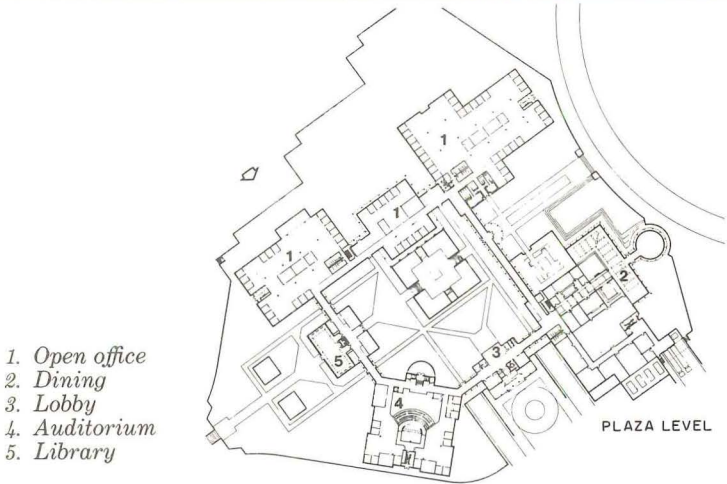 1
1
1
2
3
5
4
1. Open office
2. Dining
3. Lobby
4. Auditorium
5. Library
PLAZA LEVEL